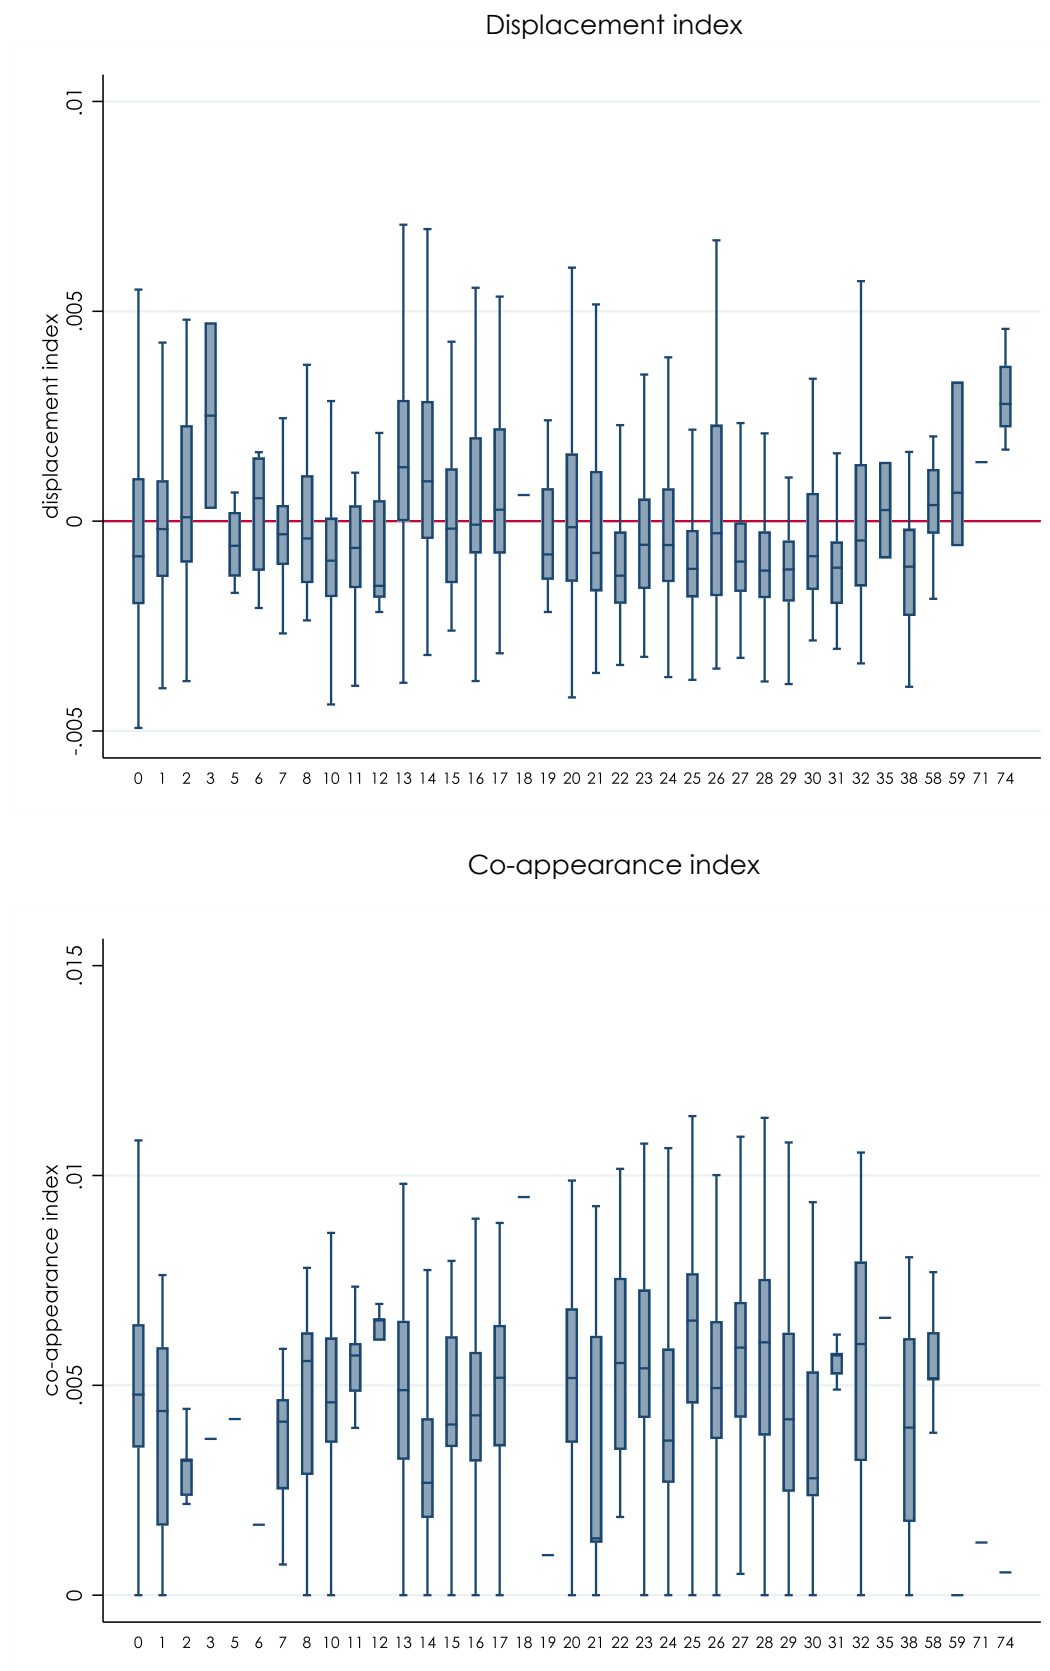 Displacement index
displacement index
.01
.005
0
-.005
0 1 2 3 5 6 7 8 10 11 12 13 14 15 16 17 18 19 20 21 22 23 24 25 26 27 28 29 30 31 32 35 38 58 59 71 74
Co-appearance index
co-appearance index
.015
.01
.005
0
0 1 2 3 5 6 7 8 10 11 12 13 14 15 16 17 18 19 20 21 22 23 24 25 26 27 28 29 30 31 32 35 38 58 59 71 74